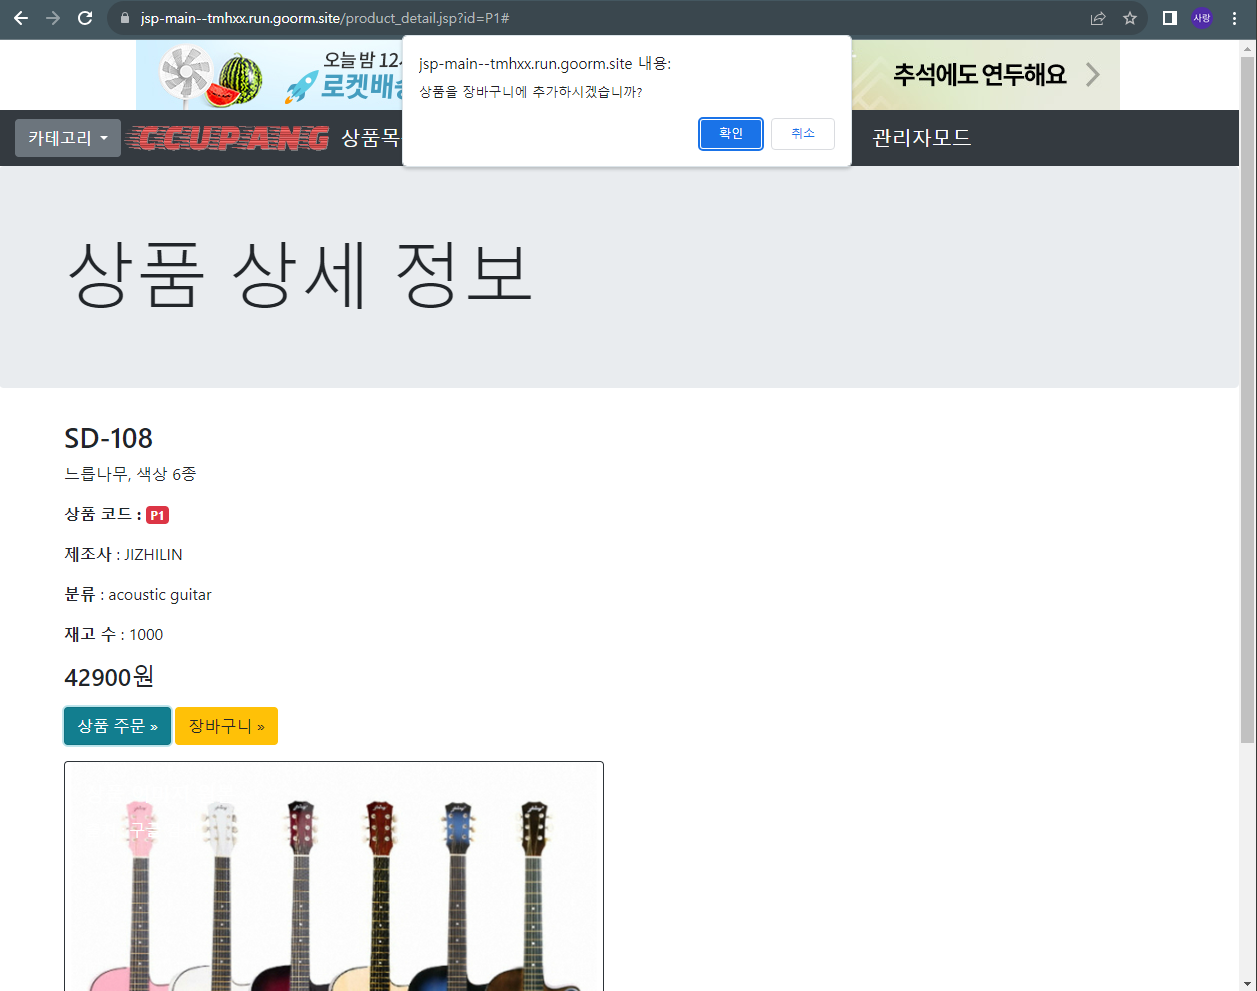 jsp-main--tmhxx.run.goorm.site/product_detail.jsp?id=P1#
사랑
오늘 밤 12
로켓배송
추석에도 연두해요
jsp-main--tmhxx.run.goorm.site 내용:
상품을 장바구니에 추가하시겠습니까?
확인 취소
카테고리 CCUPANG 상품목 관리자모드
상품 상세 정보
SD-108
느릅나무, 색상 6종
상품 코드 : P1
제조사 : JIZHILIN
분류 : acoustic guitar
재고 수 : 1000
42900원
상품 주문 » 장바구니 »